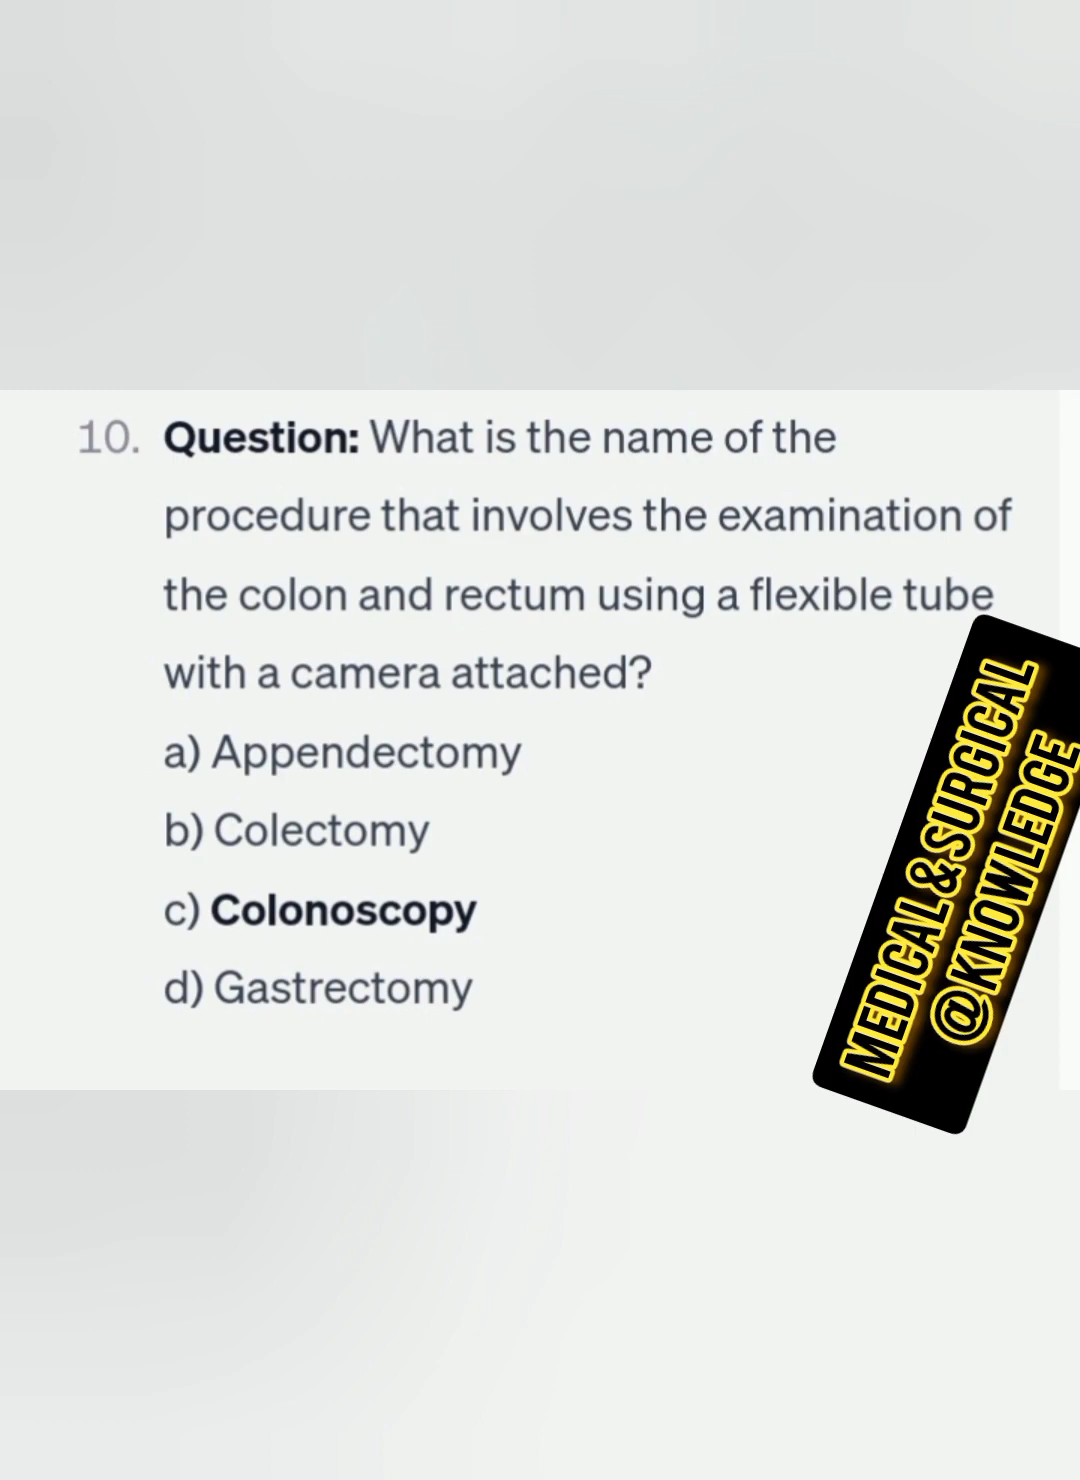 10. Question: What is the name of the
procedure that involves the examination of
the colon and rectum using a flexible tube
with a camera attached?
a) Appendectomy
b) Colectomy
c) Colonoscopy
d) Gastrectomy
MEDICAL & SURGICAL
@KNOWLEDGE